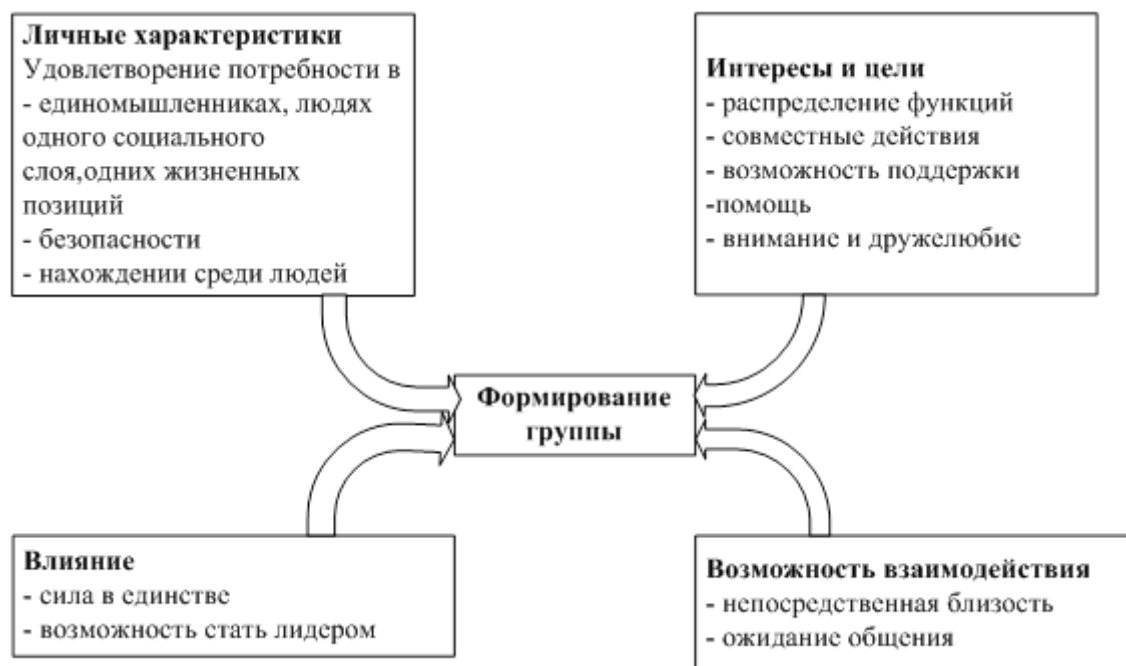 Личные характеристики
Удовлетворение потребности в
- единомышленниках, людях
одного социального
слоя,одних жизненных
позиций
- безопасности
- нахождении среди людей
Интересы и цели
- распределение функций
- совместные действия
- возможность поддержки
-помощь
- внимание и дружелюбие
Формирование
группы
Влияние
- сила в единстве
- возможность стать лидером
Возможность взаимодействия
- непосредственная близость
- ожидание общения